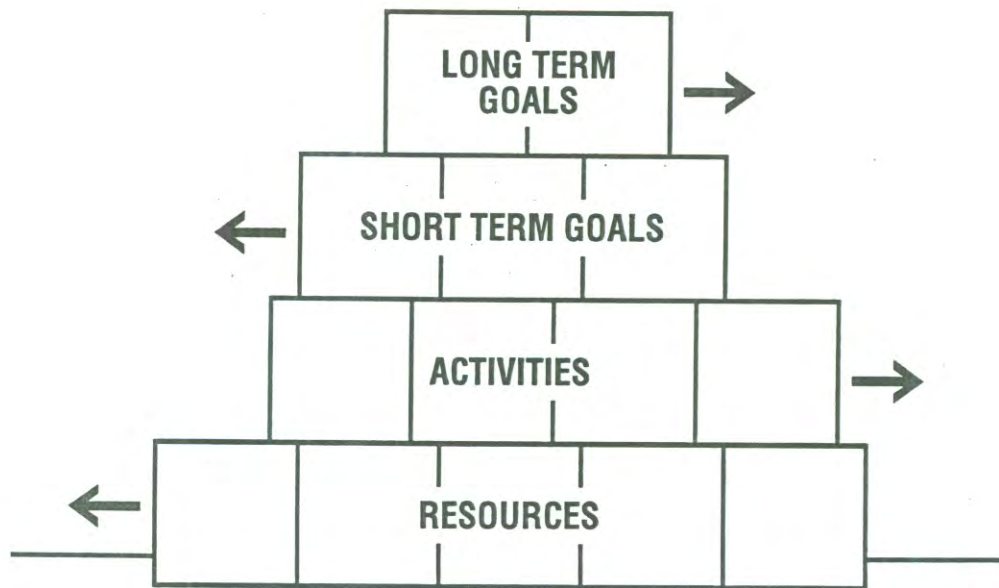 LONG TERM
GOALS
SHORT TERM GOALS
ACTIVITIES
RESOURCES